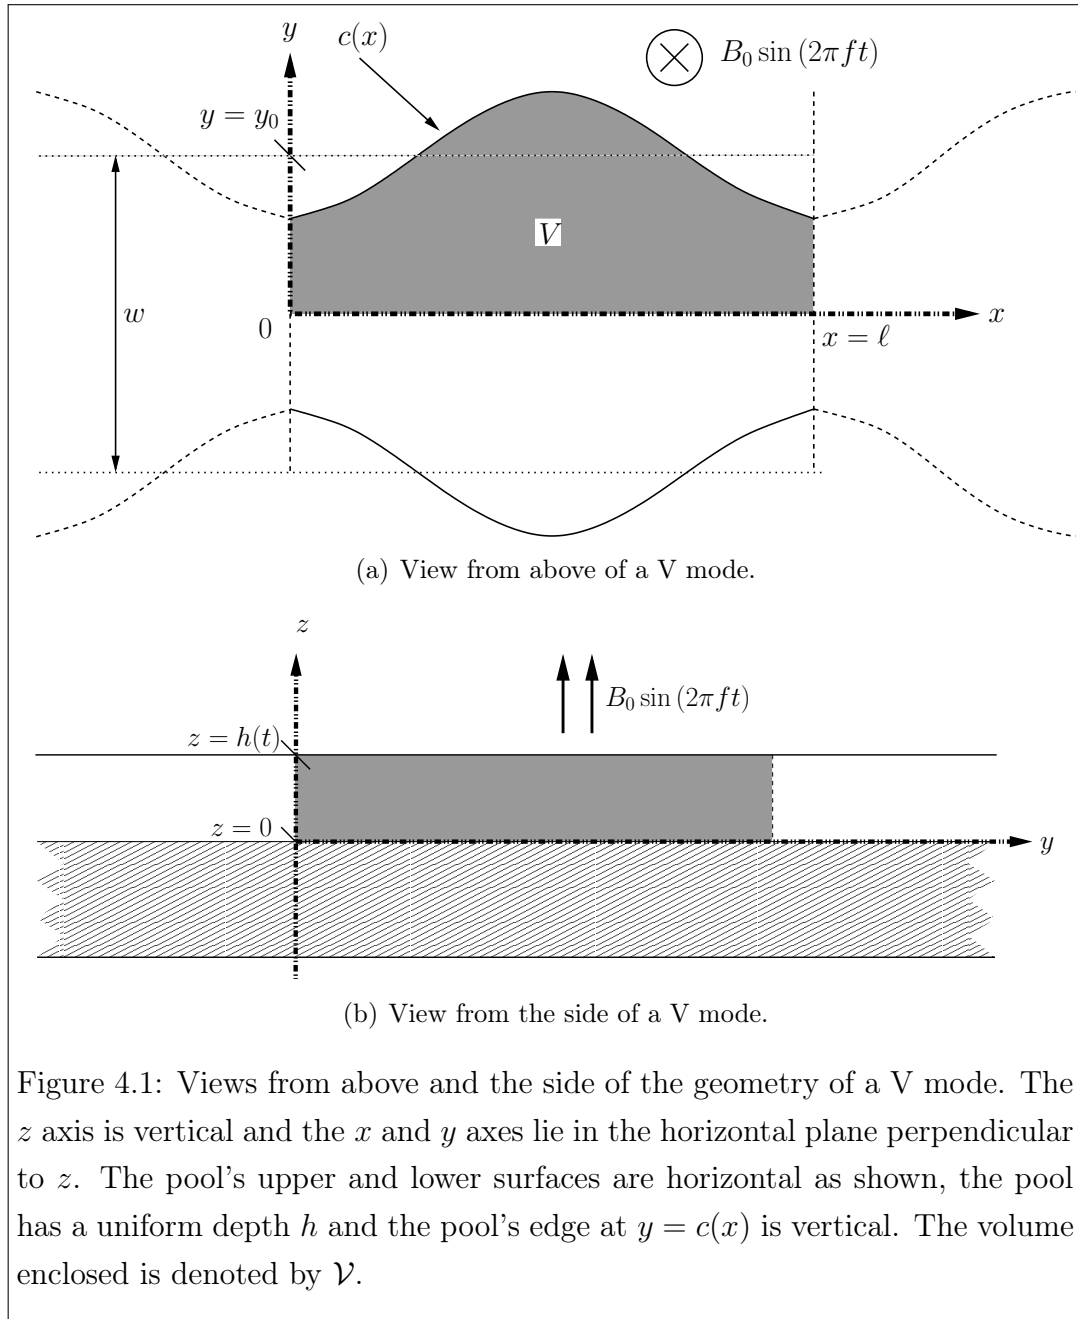 y
c(x)
B₀ sin (2πft)
y = y₀
V
w
0
x
x = ℓ
(a) View from above of a V mode.
z
B₀ sin (2πft)
z = h(t)
z = 0
y
(b) View from the side of a V mode.
Figure 4.1: Views from above and the side of the geometry of a V mode. The
z axis is vertical and the x and y axes lie in the horizontal plane perpendicular
to z. The pool's upper and lower surfaces are horizontal as shown, the pool
has a uniform depth h and the pool's edge at y = c(x) is vertical. The volume
enclosed is denoted by 𝒱.